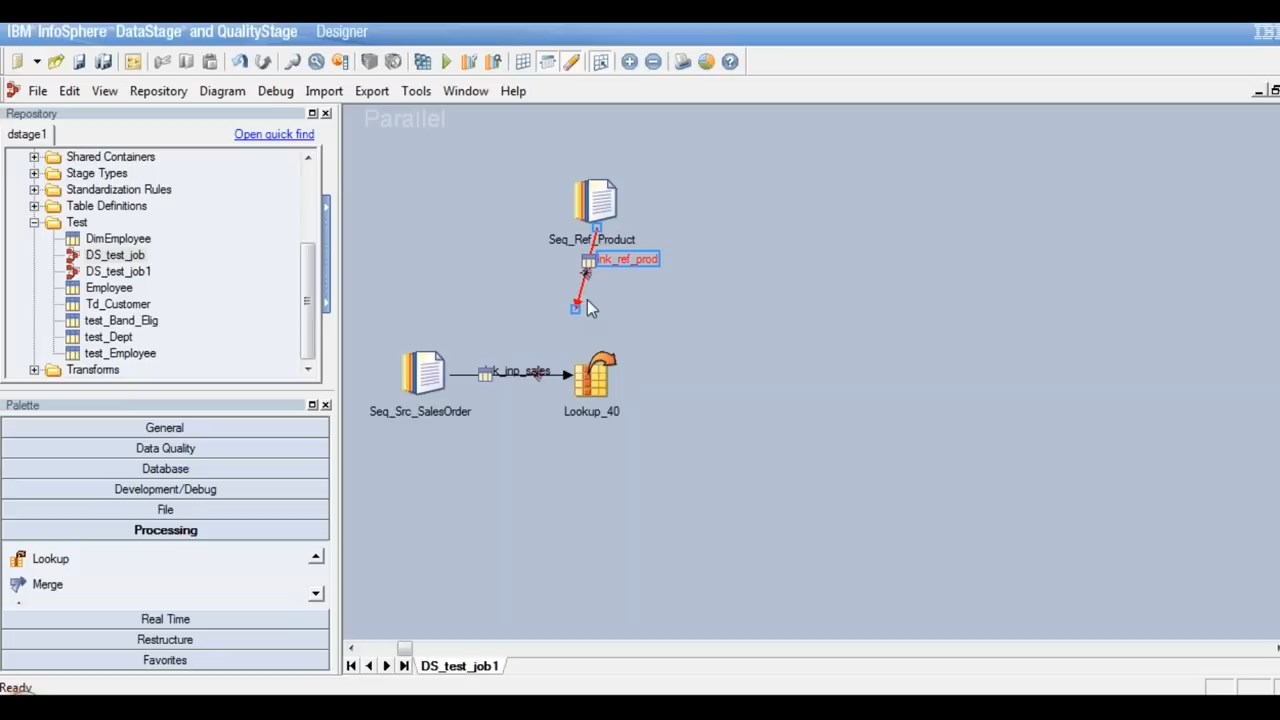 IBM InfoSphere DataStage and QualityStage Designer
File Edit View Repository Diagram Debug Import Export Tools Window Help
Repository
dstage1 Open quick find
Shared Containers
Stage Types
Standardization Rules
Table Definitions
Test
DimEmployee
DS_test_job
DS_test_job1
Employee
Td_Customer
test_Band_Elig
test_Dept
test_Employee
Transforms
Palette
General
Data Quality
Database
Development/Debug
File
Processing
Lookup
Merge
Real Time
Restructure
Favorites
Parallel
Seq_Ref_Product
lnk_ref_prod
k_inp_sales
Seq_Src_SalesOrder
Lookup_40
DS_test_job1
Ready